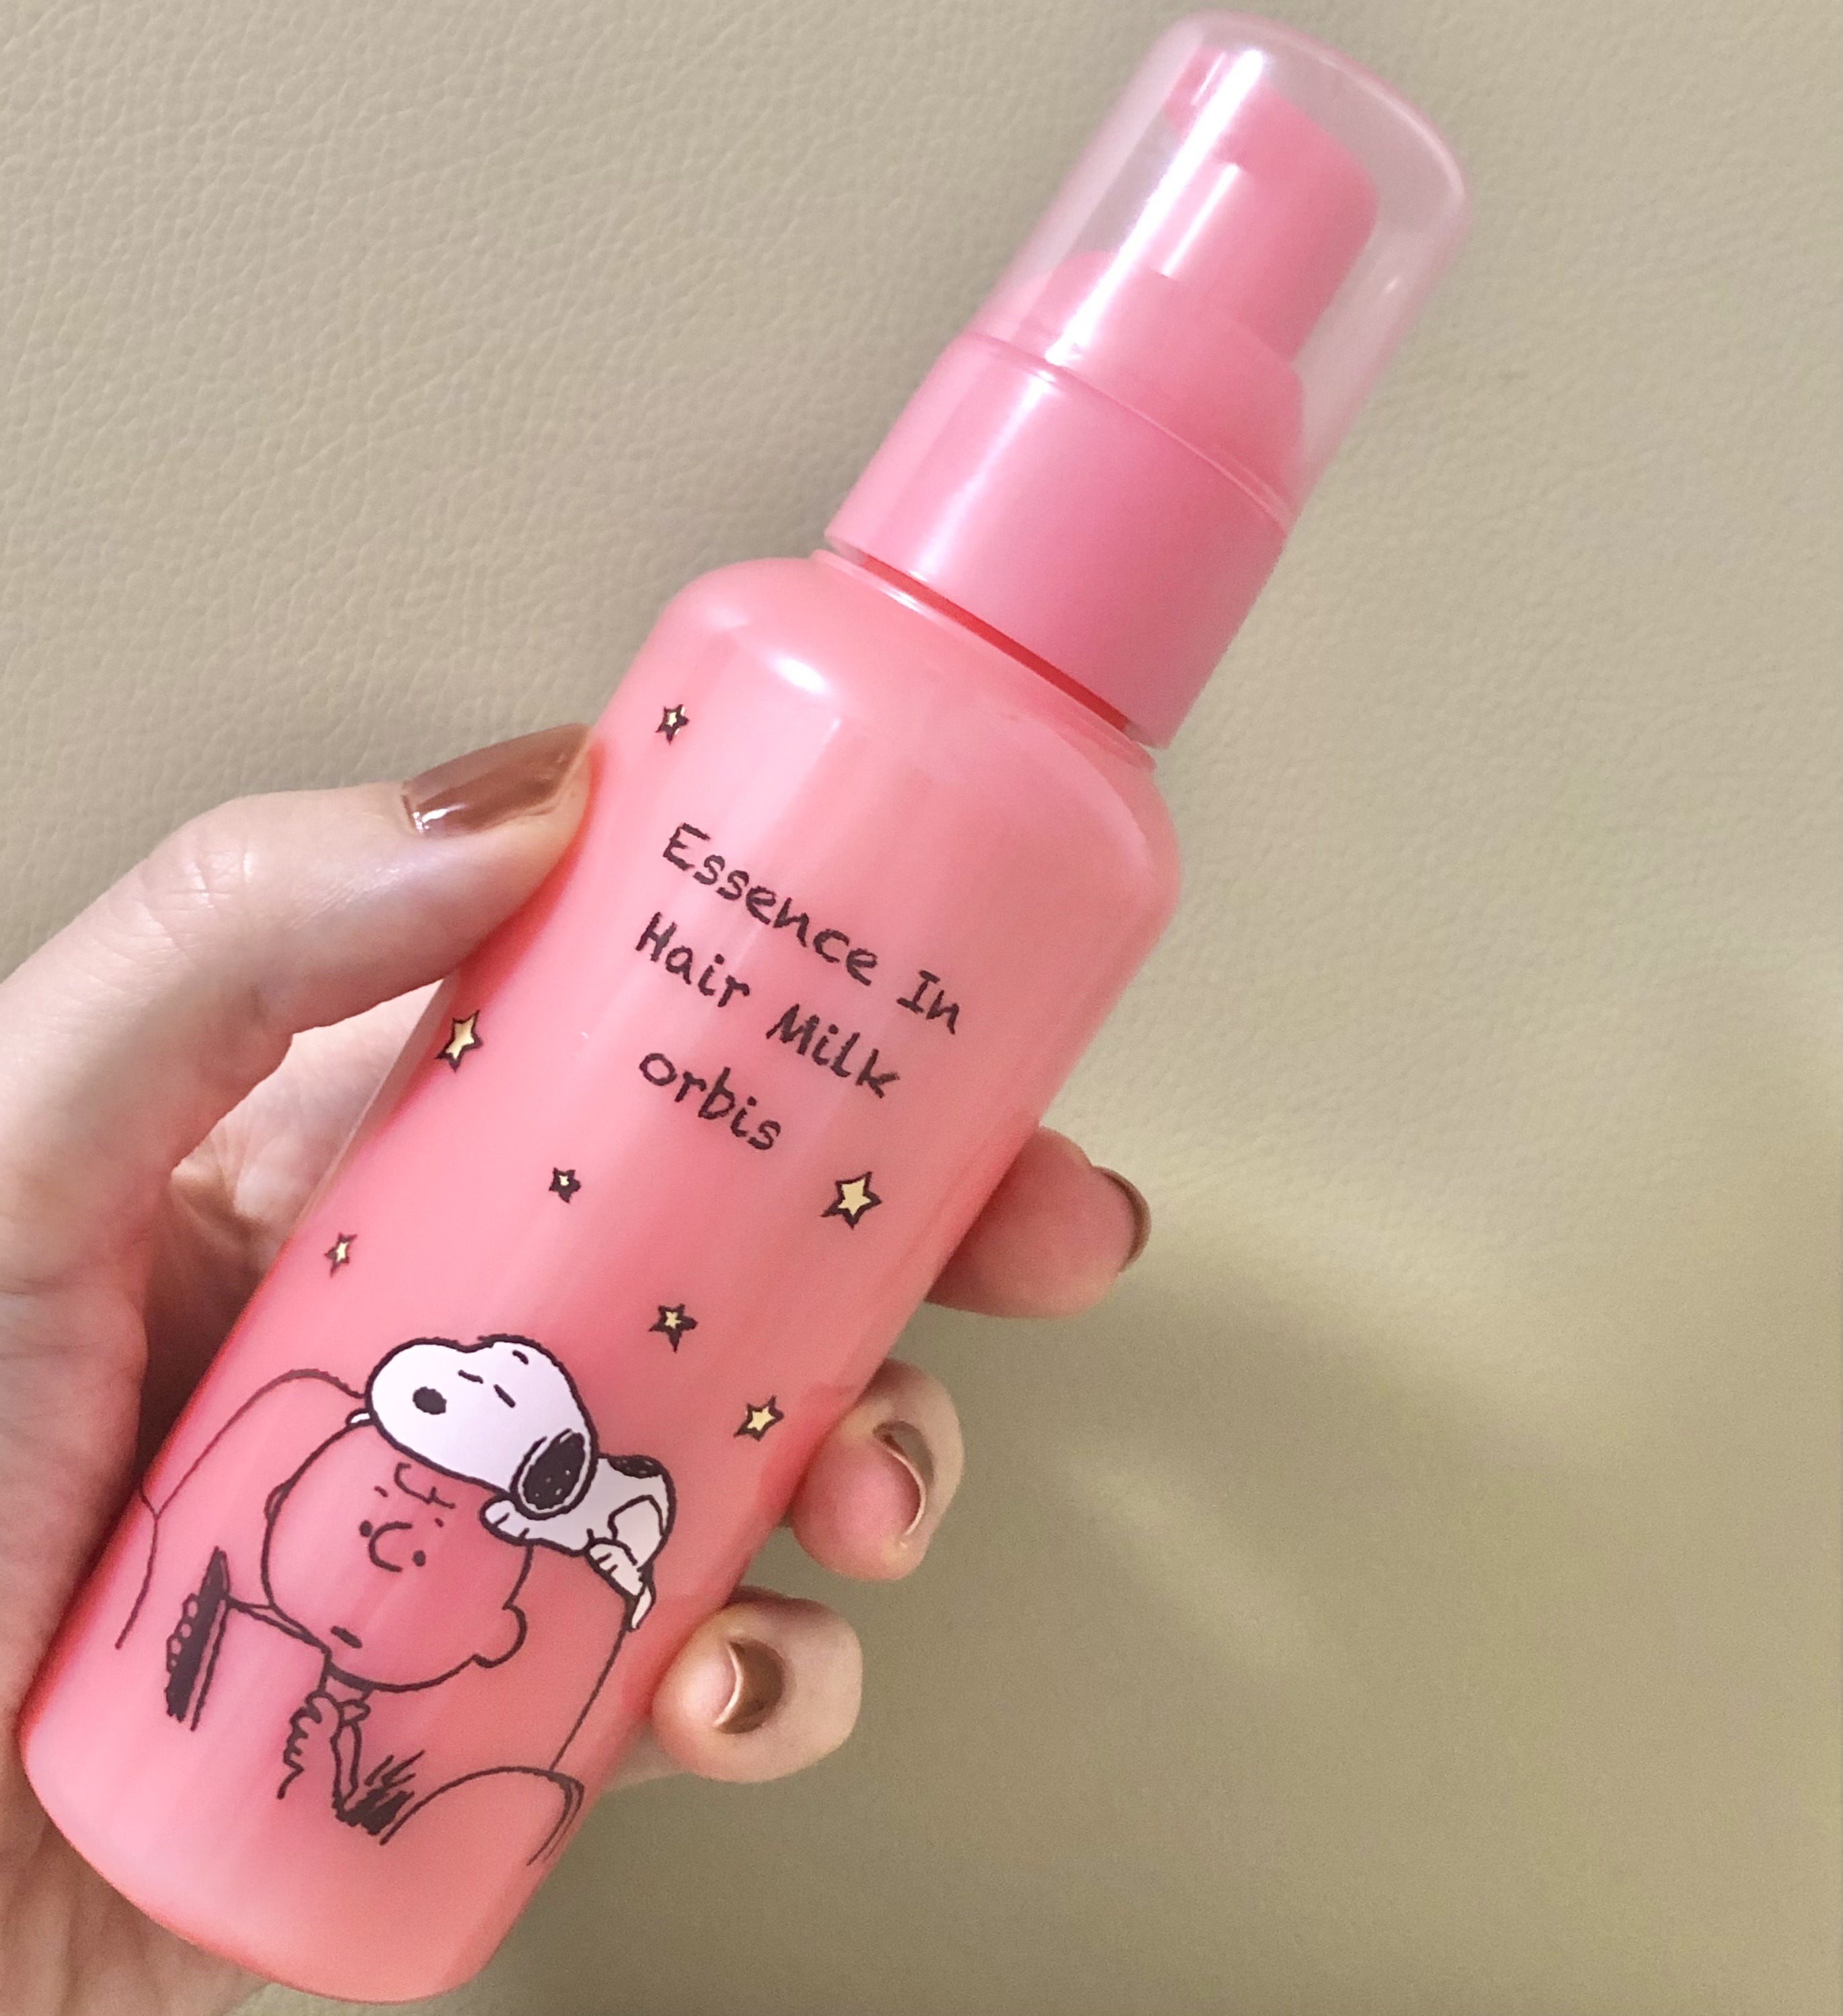 Essence In
Hair Milk
orbis